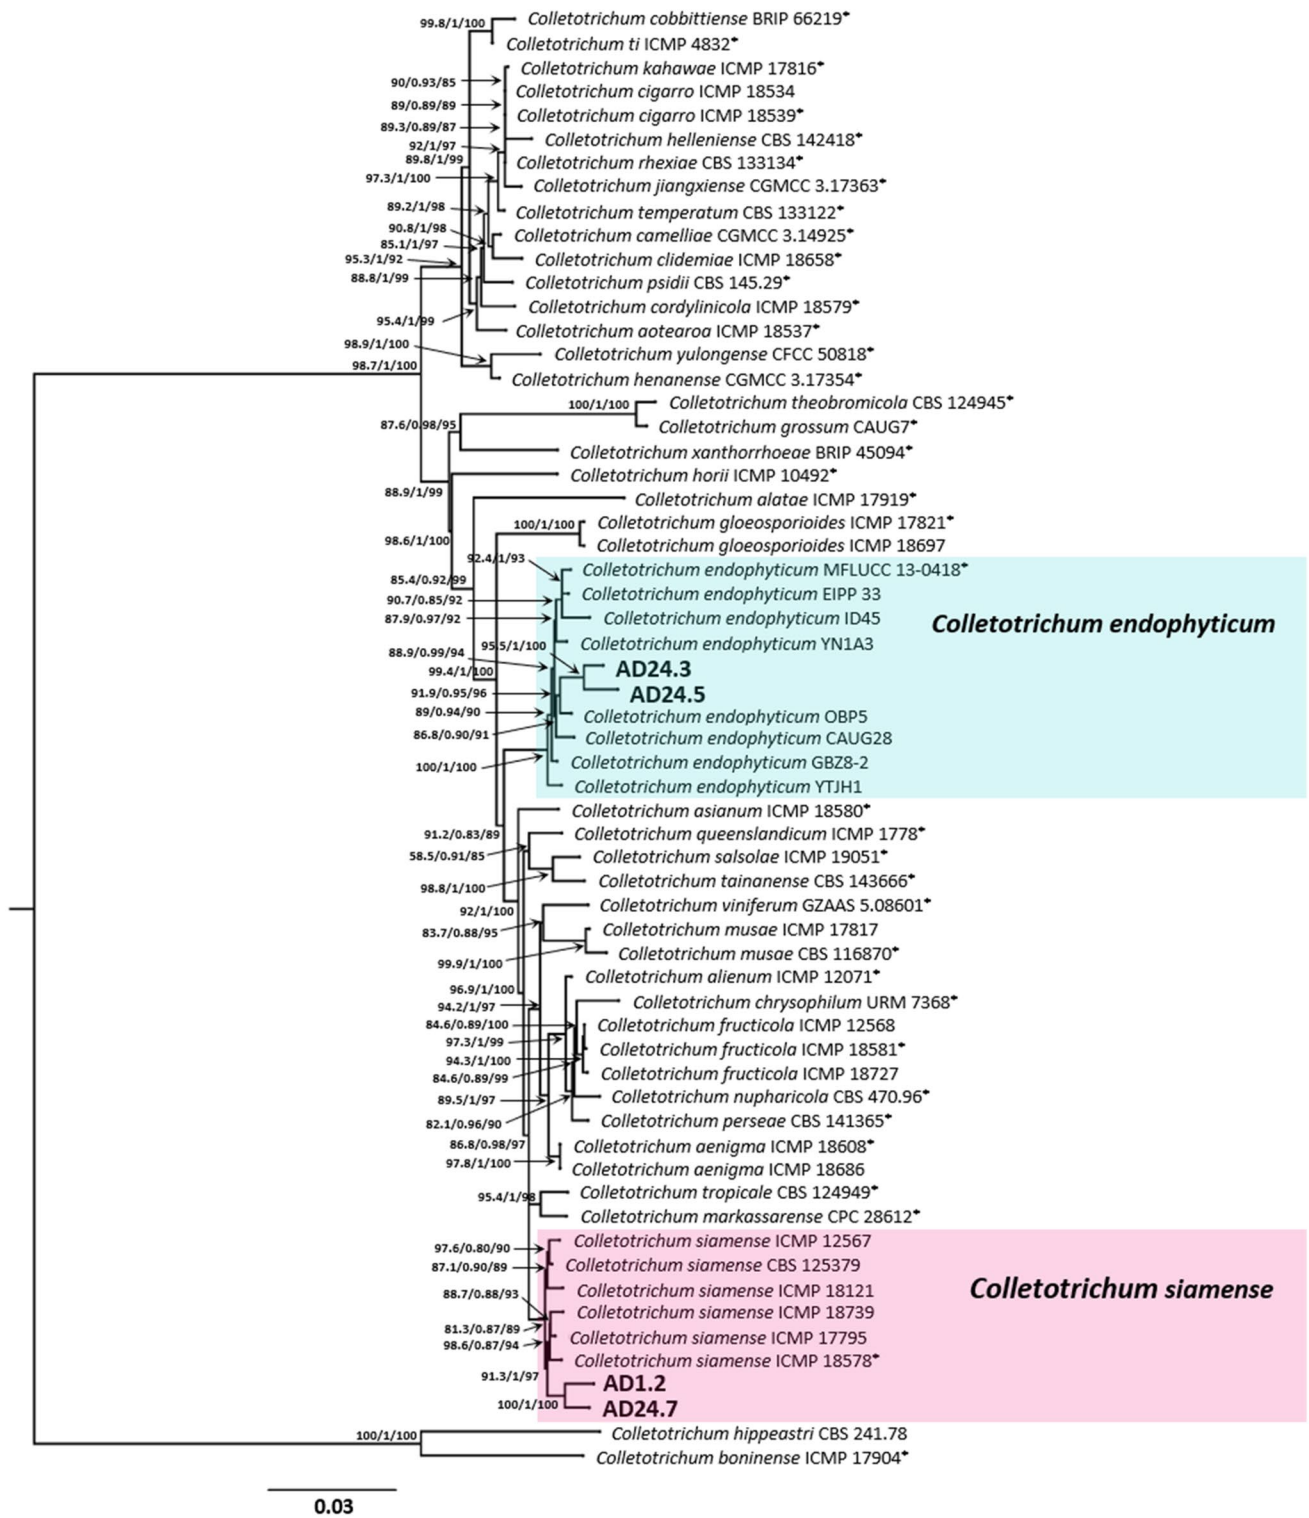 99.8/1/100
Colletotrichum cobbittiense BRIP 66219*
Colletotrichum ti ICMP 4832*
Colletotrichum kahawae ICMP 17816*
90/0.93/85
Colletotrichum cigarro ICMP 18534
89/0.89/89
Colletotrichum cigarro ICMP 18539*
89.3/0.89/87
Colletotrichum helleniense CBS 142418*
92/1/97
89.8/1/99
Colletotrichum rhexiae CBS 133134*
97.3/1/100
Colletotrichum jiangxiense CGMCC 3.17363*
89.2/1/98
Colletotrichum temperatum CBS 133122*
90.8/1/98
Colletotrichum camelliae CGMCC 3.14925*
85.1/1/97
95.3/1/92
Colletotrichum clidemiae ICMP 18658*
88.8/1/99
Colletotrichum psidii CBS 145.29*
Colletotrichum cordylinicola ICMP 18579*
95.4/1/99
Colletotrichum aotearoa ICMP 18537*
98.9/1/100
Colletotrichum yulongense CFCC 50818*
98.7/1/100
Colletotrichum henanense CGMCC 3.17354*
100/1/100
Colletotrichum theobromicola CBS 124945*
87.6/0.98/95
Colletotrichum grossum CAUG7*
Colletotrichum xanthorrhoeae BRIP 45094*
Colletotrichum horii ICMP 10492*
88.9/1/99
Colletotrichum alatae ICMP 17919*
100/1/100
Colletotrichum gloeosporioides ICMP 17821*
98.6/1/100
Colletotrichum gloeosporioides ICMP 18697
92.4/1/93
Colletotrichum endophyticum MFLUCC 13-0418*
85.4/0.92/99
Colletotrichum endophyticum EIPP 33
90.7/0.85/92
87.9/0.97/92
Colletotrichum endophyticum ID45
Colletotrichum endophyticum
Colletotrichum endophyticum YN1A3
95.5/1/100
88.9/0.99/94
99.4/1/100
AD24.3
91.9/0.95/96
AD24.5
89/0.94/90
Colletotrichum endophyticum OBP5
86.8/0.90/91
Colletotrichum endophyticum CAUG28
100/1/100
Colletotrichum endophyticum GBZ8-2
Colletotrichum endophyticum YTJH1
Colletotrichum asianum ICMP 18580*
91.2/0.83/89
Colletotrichum queenslandicum ICMP 1778*
58.5/0.91/85
Colletotrichum salsolae ICMP 19051*
98.8/1/100
Colletotrichum tainanense CBS 143666*
92/1/100
Colletotrichum viniferum GZAAS 5.08601*
83.7/0.88/95
Colletotrichum musae ICMP 17817
99.9/1/100
Colletotrichum musae CBS 116870*
Colletotrichum alienum ICMP 12071*
96.9/1/100
94.2/1/97
Colletotrichum chrysophilum URM 7368*
84.6/0.89/100
Colletotrichum fructicola ICMP 12568
97.3/1/99
Colletotrichum fructicola ICMP 18581*
94.3/1/100
84.6/0.89/99
Colletotrichum fructicola ICMP 18727
89.5/1/97
Colletotrichum nupharicola CBS 470.96*
82.1/0.96/90
Colletotrichum perseae CBS 141365*
86.8/0.98/97
Colletotrichum aenigma ICMP 18608*
97.8/1/100
Colletotrichum aenigma ICMP 18686
95.4/1/98
Colletotrichum tropicale CBS 124949*
Colletotrichum markassarense CPC 28612*
97.6/0.80/90
Colletotrichum siamense ICMP 12567
87.1/0.90/89
Colletotrichum siamense CBS 125379
88.7/0.88/93
Colletotrichum siamense ICMP 18121
Colletotrichum siamense
Colletotrichum siamense ICMP 18739
81.3/0.87/89
Colletotrichum siamense ICMP 17795
98.6/0.87/94
Colletotrichum siamense ICMP 18578*
91.3/1/97
AD1.2
100/1/100
AD24.7
100/1/100
Colletotrichum hippeastri CBS 241.78
Colletotrichum boninense ICMP 17904*
0.03